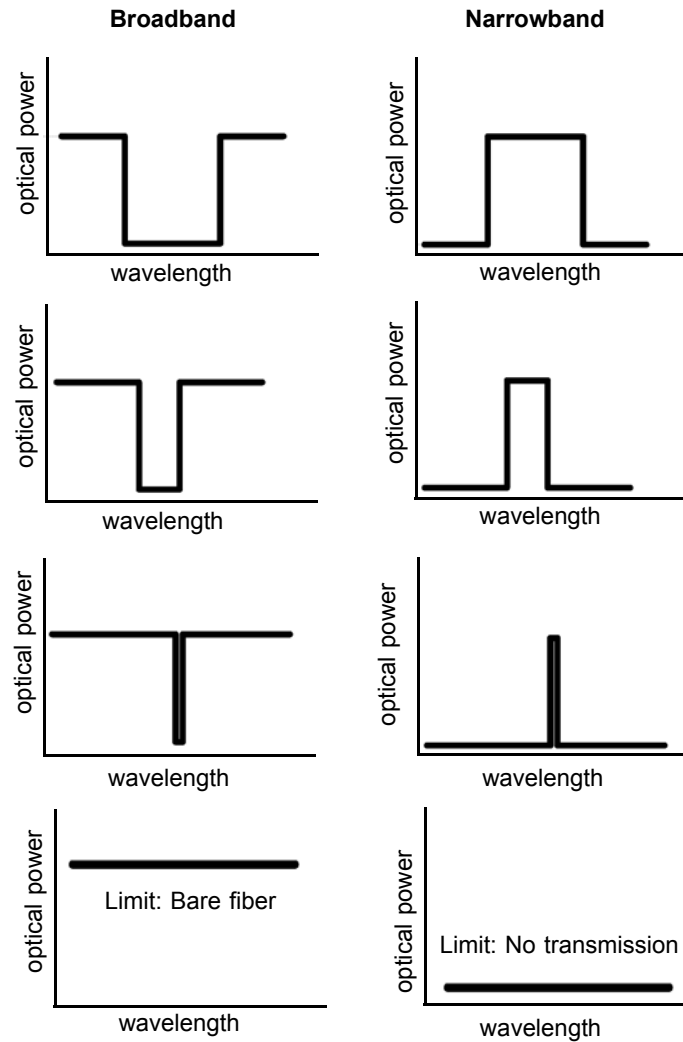 Broadband
Narrowband
optical power
wavelength
optical power
wavelength
optical power
wavelength
optical power
wavelength
optical power
wavelength
optical power
wavelength
optical power
Limit: Bare fiber
wavelength
optical power
Limit: No transmission
wavelength